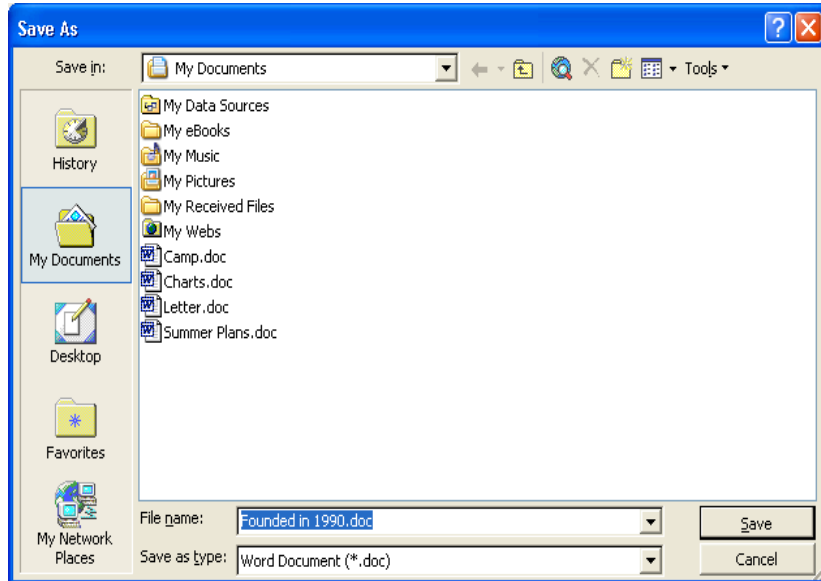 Save As
Save in:
My Documents
Tools
My Data Sources
My eBooks
My Music
My Pictures
My Received Files
My Webs
Camp.doc
Charts.doc
Letter.doc
Summer Plans.doc
History
My Documents
Desktop
Favorites
My Network
Places
File name:
Founded in 1990.doc
Save
Save as type:
Word Document (*.doc)
Cancel